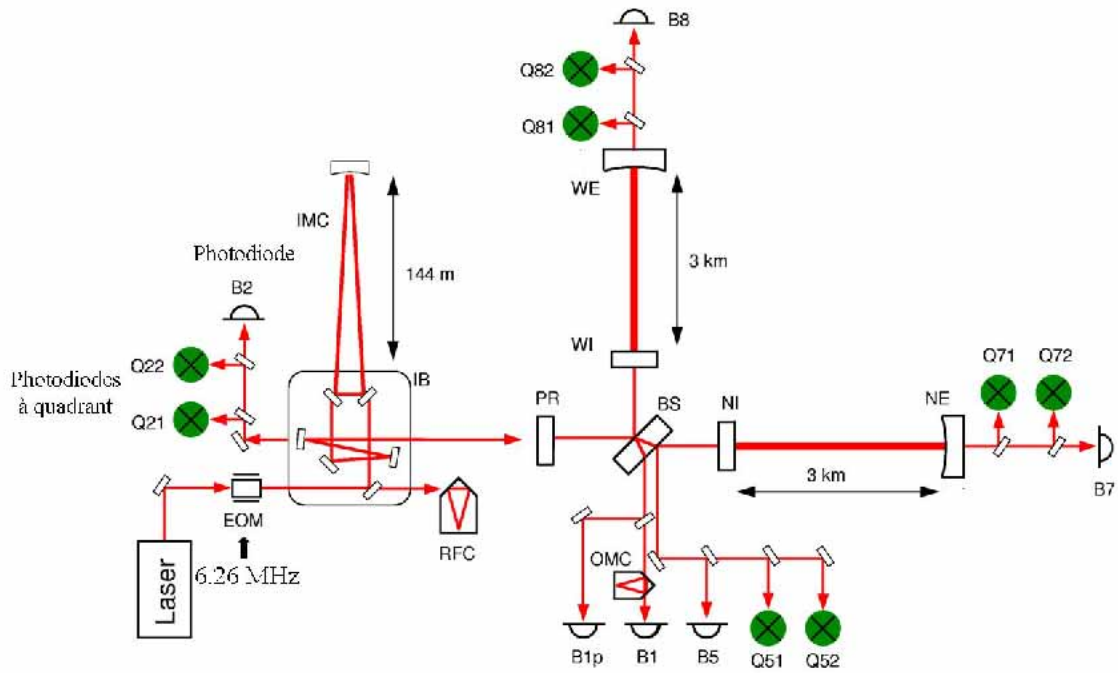 B8
Q82
Q81
WE
IMC
3 km
144 m
Photodiode
B2
WI
Q22
IB
Q71
Q72
Photodiodes
à quadrant
PR
BS
NI
NE
Q21
3 km
B7
EOM
RFC
OMC
Laser
6.26 MHz
B1p
B1
B5
Q51
Q52